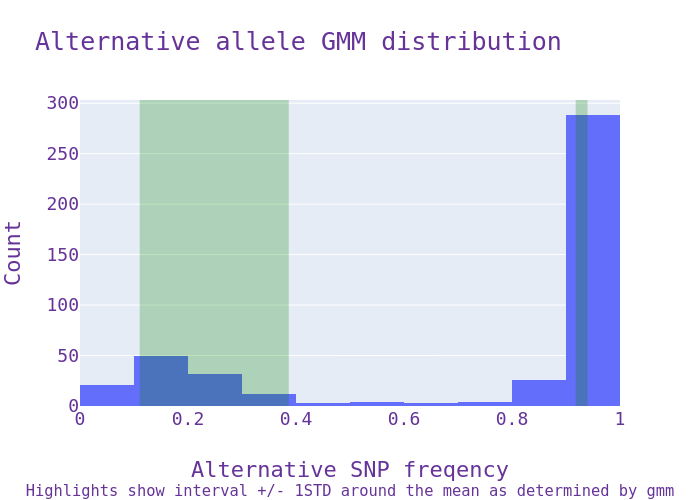 Alternative allele GMM distribution
300
250
200
150
100
50
0
Count
0 0.2 0.4 0.6 0.8 1
Alternative SNP freqency
Highlights show interval +/- 1STD around the mean as determined by gmm